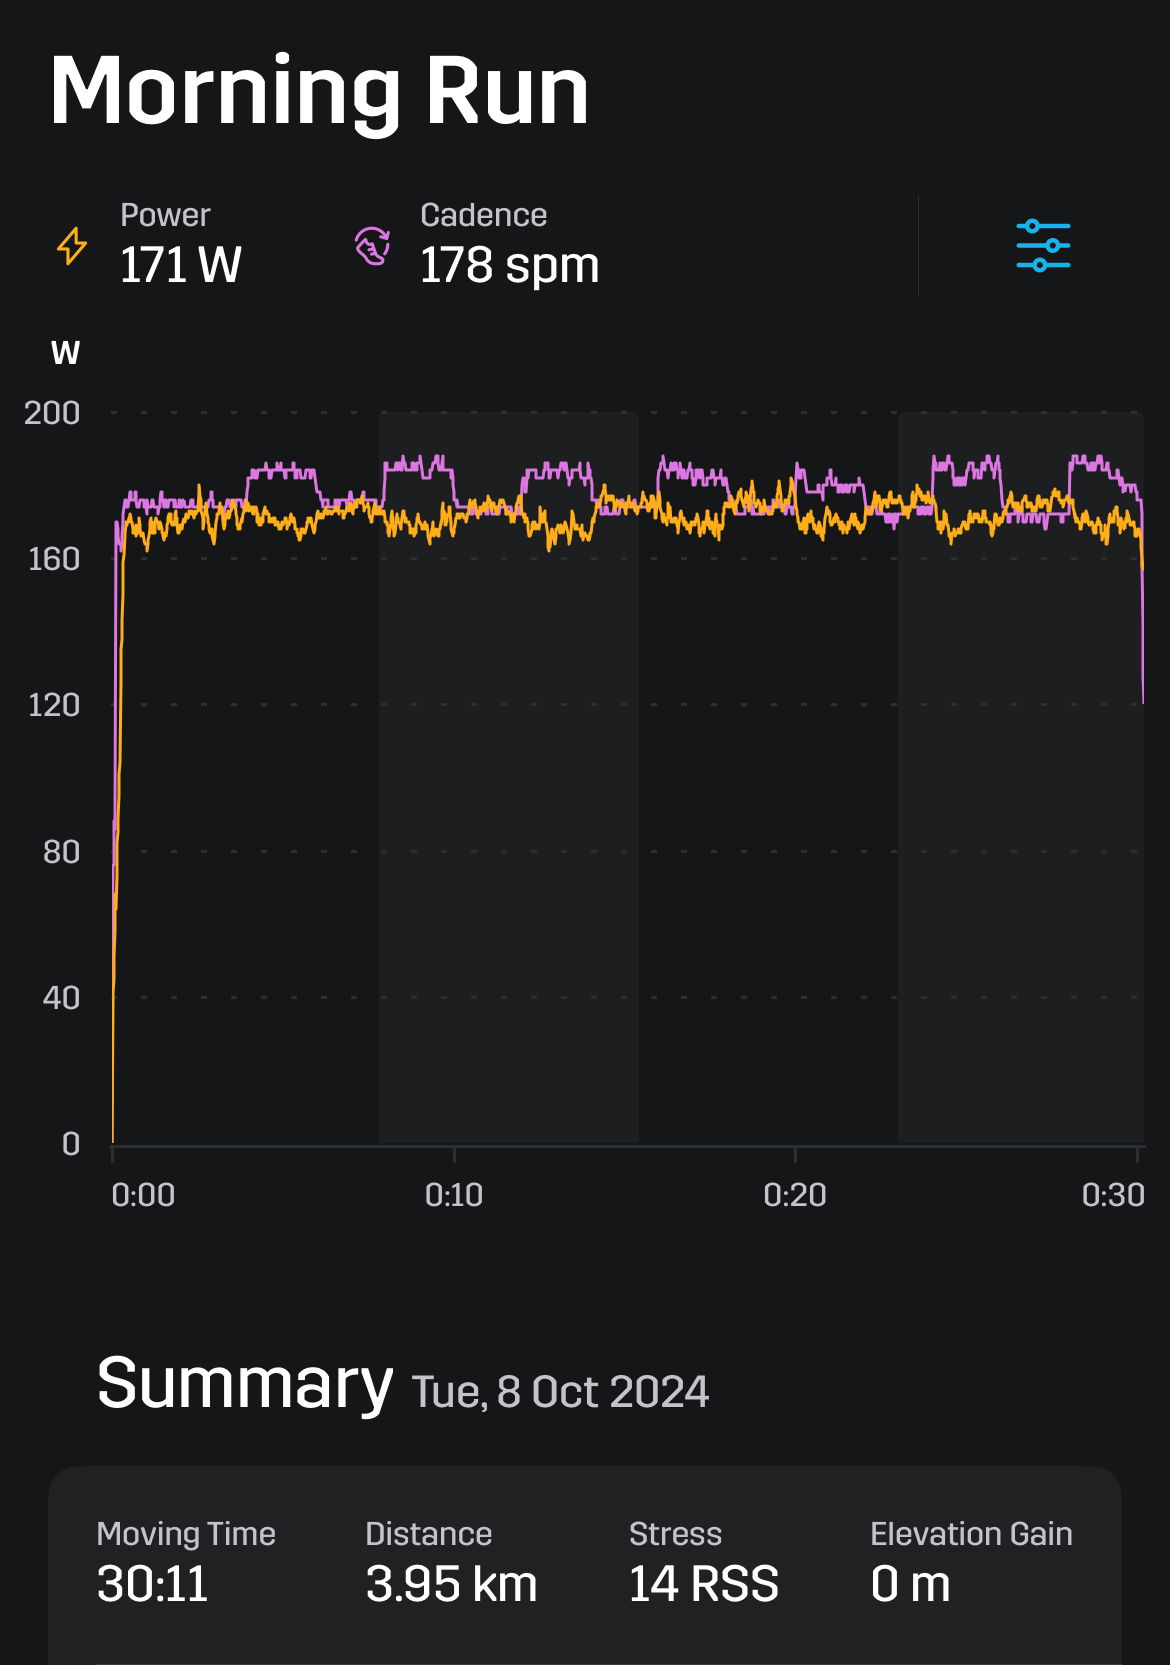 Morning Run
Power Cadence
171 W 178 spm
W
200
160
120
80
40
0
0:00 0:10 0:20 0:30
Summary Tue, 8 Oct 2024
Moving Time Distance Stress Elevation Gain
30:11 3.95 km 14 RSS 0 m